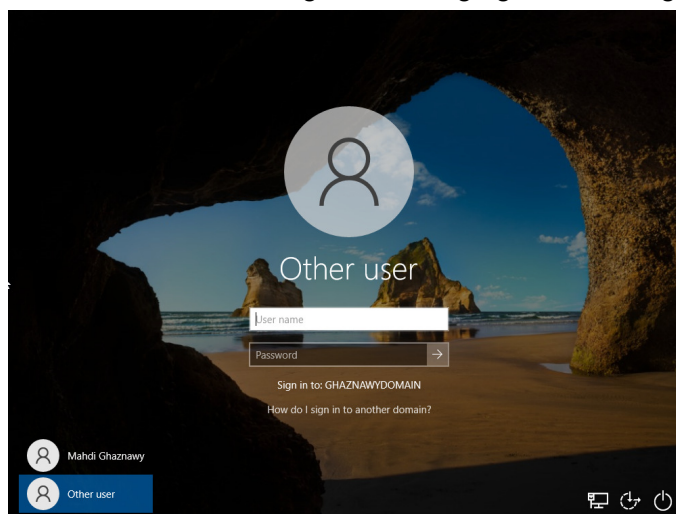 Other user
User name
Password
Sign in to: GHAZNAWYDOMAIN
How do I sign in to another domain?
Mahdi Ghaznawy
Other user